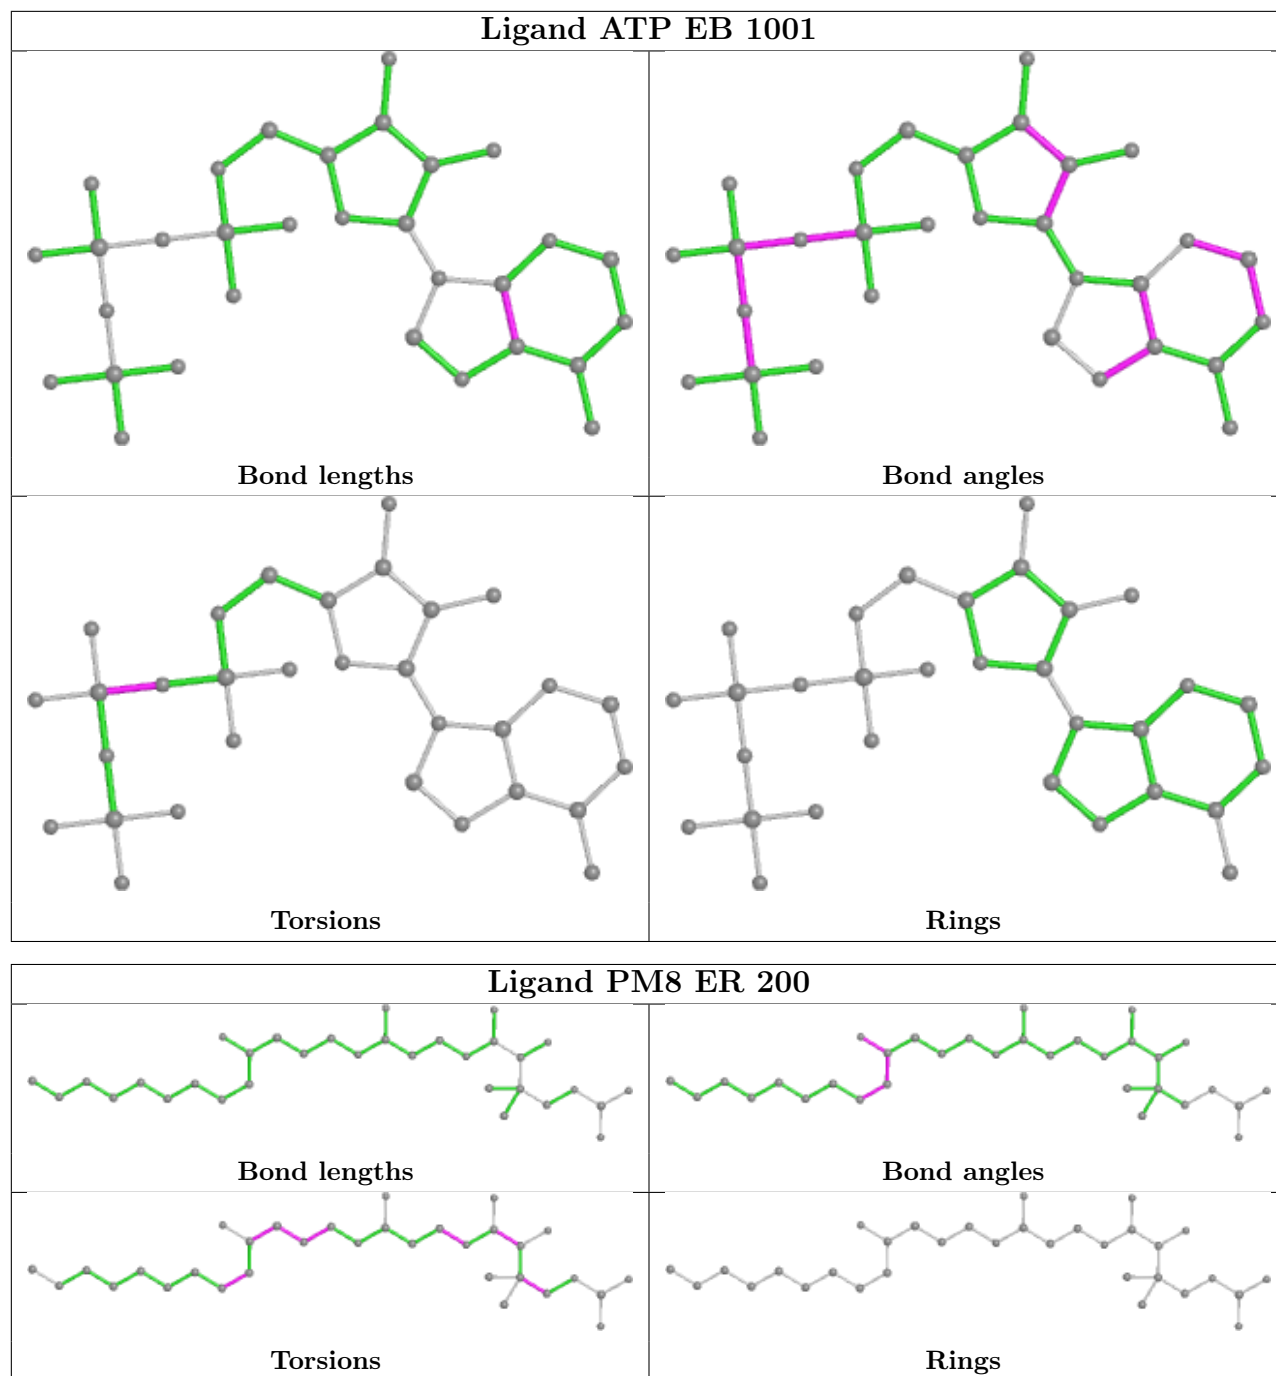 Ligand ATP EB 1001
Bond lengths
Bond angles
Torsions
Rings
Ligand PM8 ER 200
Bond lengths
Bond angles
Torsions
Rings